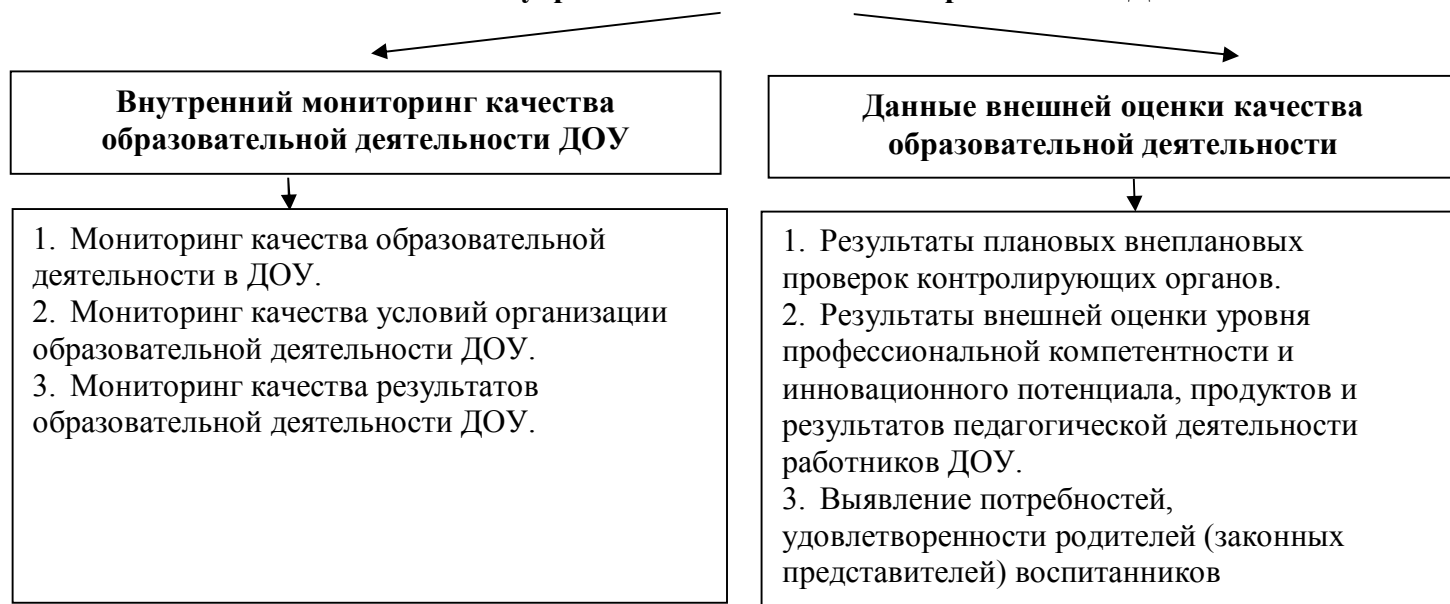 Внутренний мониторинг качества
образовательной деятельности ДОУ
Данные внешней оценки качества
образовательной деятельности
1. Мониторинг качества образовательной
деятельности в ДОУ.
2. Мониторинг качества условий организации
образовательной деятельности ДОУ.
3. Мониторинг качества результатов
образовательной деятельности ДОУ.
1. Результаты плановых внеплановых
проверок контролирующих органов.
2. Результаты внешней оценки уровня
профессиональной компетентности и
инновационного потенциала, продуктов и
результатов педагогической деятельности
работников ДОУ.
3. Выявление потребностей,
удовлетворенности родителей (законных
представителей) воспитанников